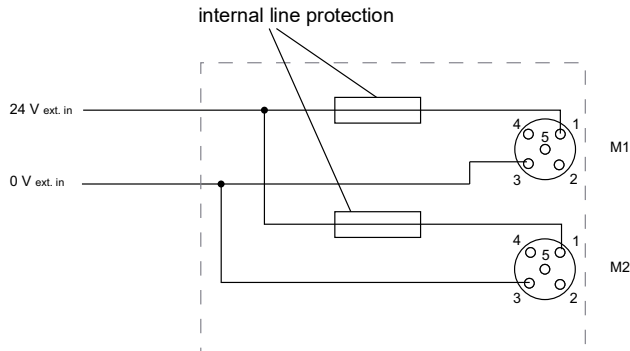 internal line protection
24 V ext. in
4 5 1
M1
3 2
0 V ext. in
4 5 1
M2
3 2